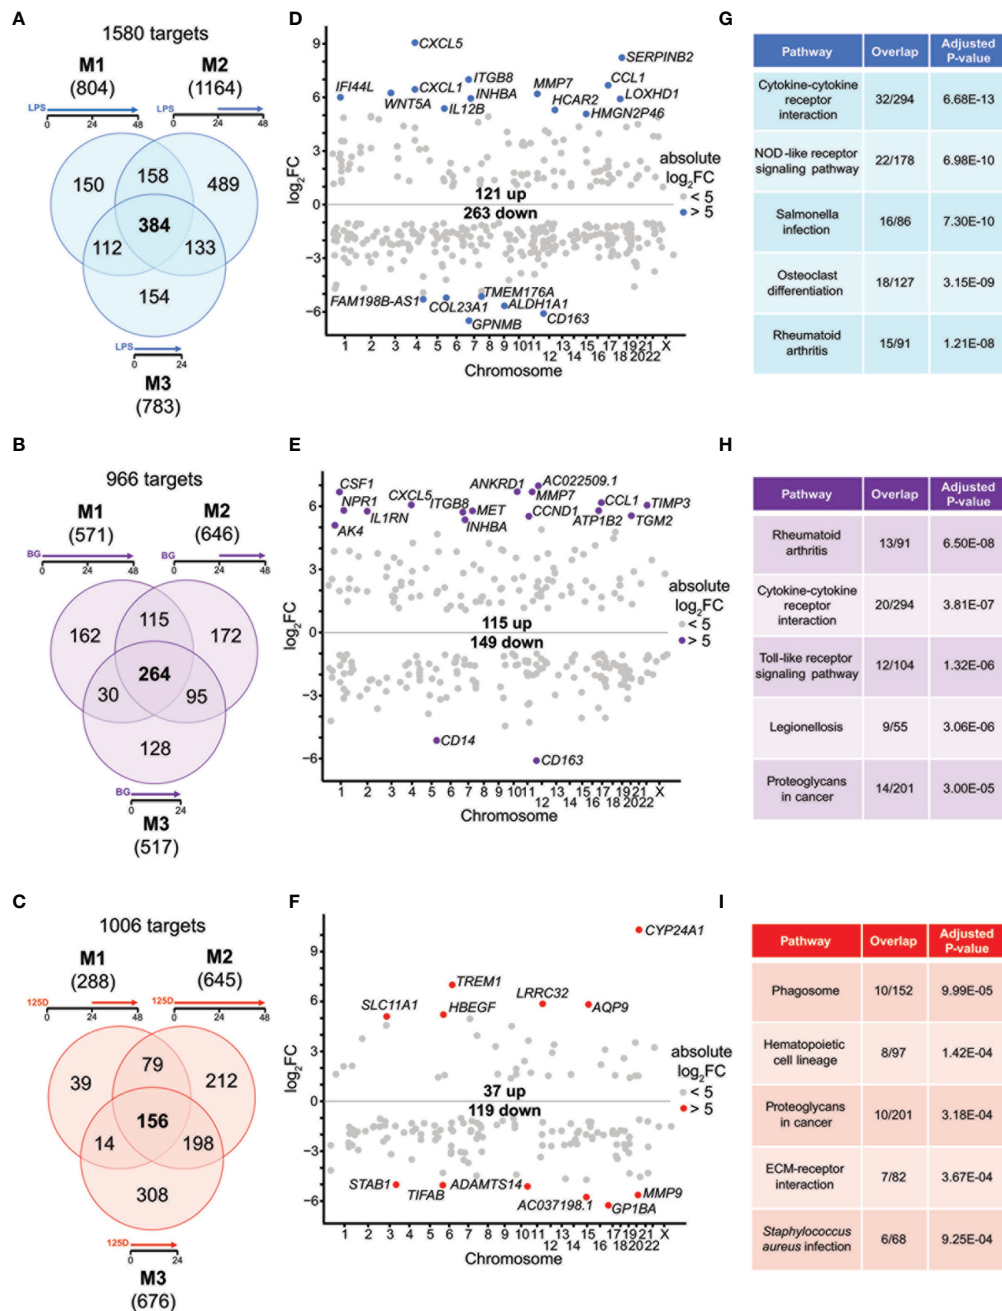 A
1580 targets
M1
(804)
M2
(1164)
LPS
0 24 48
LPS
0 24 48
150
158
489
384
112
133
154
LPS
0 24
M3
(783)
D
log2FC
9
6
3
0
−3
−6
CXCL5
SERPINB2
IFI44L
WNT5A
CXCL1
ITGB8
INHBA
IL12B
MMP7
CCL1
HCAR2
LOXHD1
HMGN2P46
121 up
263 down
absolute
log2FC
< 5
> 5
FAM198B-AS1
COL23A1
TMEM176A
GPNMB
ALDH1A1
CD163
1 2 3 4 5 6 7 8 9 10 11 12 13 14 15 16 17 18 19 20 21 22 X
Chromosome
G
Pathway Overlap Adjusted
P-value
Cytokine-cytokine
receptor
interaction
32/294 6.68E-13
NOD-like receptor
signaling pathway
22/178 6.98E-10
Salmonella
infection
16/86 7.30E-10
Osteoclast
differentiation
18/127 3.15E-09
Rheumatoid
arthritis
15/91 1.21E-08
B
966 targets
M1
(571)
M2
(646)
BG
0 24 48
BG
0 24 48
162
115
172
264
30
95
128
BG
0 24
M3
(517)
E
log2FC
6
3
0
−3
−6
CSF1
NPR1
AK4
IL1RN
CXCL5
ITGB8
MET
INHBA
ANKRD1
AC022509.1
MMP7
CCND1
CCL1
ATP1B2
TIMP3
TGM2
115 up
149 down
absolute
log2FC
< 5
> 5
CD14
CD163
1 2 3 4 5 6 7 8 9 10 11 12 13 14 15 16 17 18 19 20 21 22 X
Chromosome
H
Pathway Overlap Adjusted
P-value
Rheumatoid
arthritis
13/91 6.50E-08
Cytokine-cytokine
receptor
interaction
20/294 3.81E-07
Toll-like receptor
signaling pathway
12/104 1.32E-06
Legionellosis 9/55 3.06E-06
Proteoglycans
in cancer
14/201 3.00E-05
C
1006 targets
M1
(288)
M2
(645)
125D
0 24 48
125D
0 24 48
39
79
212
156
14
198
308
125D
0 24
M3
(676)
F
log2FC
9
6
3
0
−3
−6
CYP24A1
TREM1
SLC11A1
HBEGF
LRRC32
AQP9
37 up
119 down
absolute
log2FC
< 5
> 5
STAB1
TIFAB
ADAMTS14
AC037198.1
MMP9
GP1BA
1 2 3 4 5 6 7 8 9 10 11 12 13 14 15 16 17 18 19 20 21 22 X
Chromosome
I
Pathway Overlap Adjusted
P-value
Phagosome 10/152 9.99E-05
Hematopoietic
cell lineage
8/97 1.42E-04
Proteoglycans
in cancer
10/201 3.18E-04
ECM-receptor
interaction
7/82 3.67E-04
Staphylococcus
aureus infection
6/68 9.25E-04